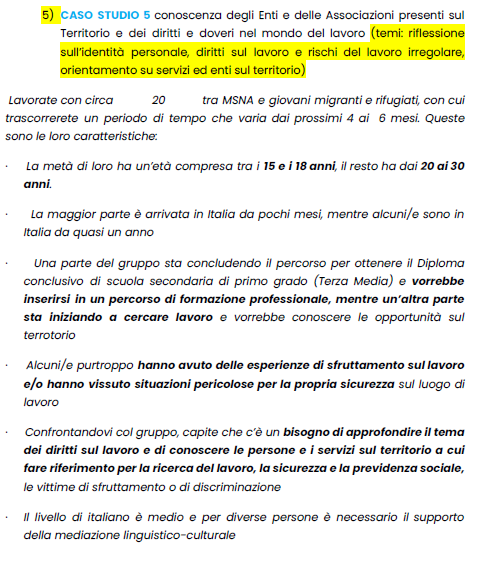 5) CASO STUDIO 5 conoscenza degli Enti e delle Associazioni presenti sul
Territorio e dei diritti e doveri nel mondo del lavoro (temi: riflessione
sull'identità personale, diritti sul lavoro e rischi del lavoro irregolare,
orientamento su servizi ed enti sul territorio)
Lavorate con circa 20 tra MSNA e giovani migranti e rifugiati, con cui
trascorrerete un periodo di tempo che varia dai prossimi 4 ai 6 mesi. Queste
sono le loro caratteristiche:
· La metà di loro ha un'età compresa tra i 15 e i 18 anni, il resto ha dai 20 ai 30
anni.
· La maggior parte è arrivata in Italia da pochi mesi, mentre alcuni/e sono in
Italia da quasi un anno
· Una parte del gruppo sta concludendo il percorso per ottenere il Diploma
conclusivo di scuola secondaria di primo grado (Terza Media) e vorrebbe
inserirsi in un percorso di formazione professionale, mentre un'altra parte
sta iniziando a cercare lavoro e vorrebbe conoscere le opportunità sul
terrotorio
· Alcuni/e purtroppo hanno avuto delle esperienze di sfruttamento sul lavoro
e/o hanno vissuto situazioni pericolose per la propria sicurezza sul luogo di
lavoro
· Confrontandovi col gruppo, capite che c'è un bisogno di approfondire il tema
dei diritti sul lavoro e di conoscere le persone e i servizi sul territorio a cui
fare riferimento per la ricerca del lavoro, la sicurezza e la previdenza sociale,
le vittime di sfruttamento o di discriminazione
· Il livello di italiano è medio e per diverse persone è necessario il supporto
della mediazione linguistico-culturale